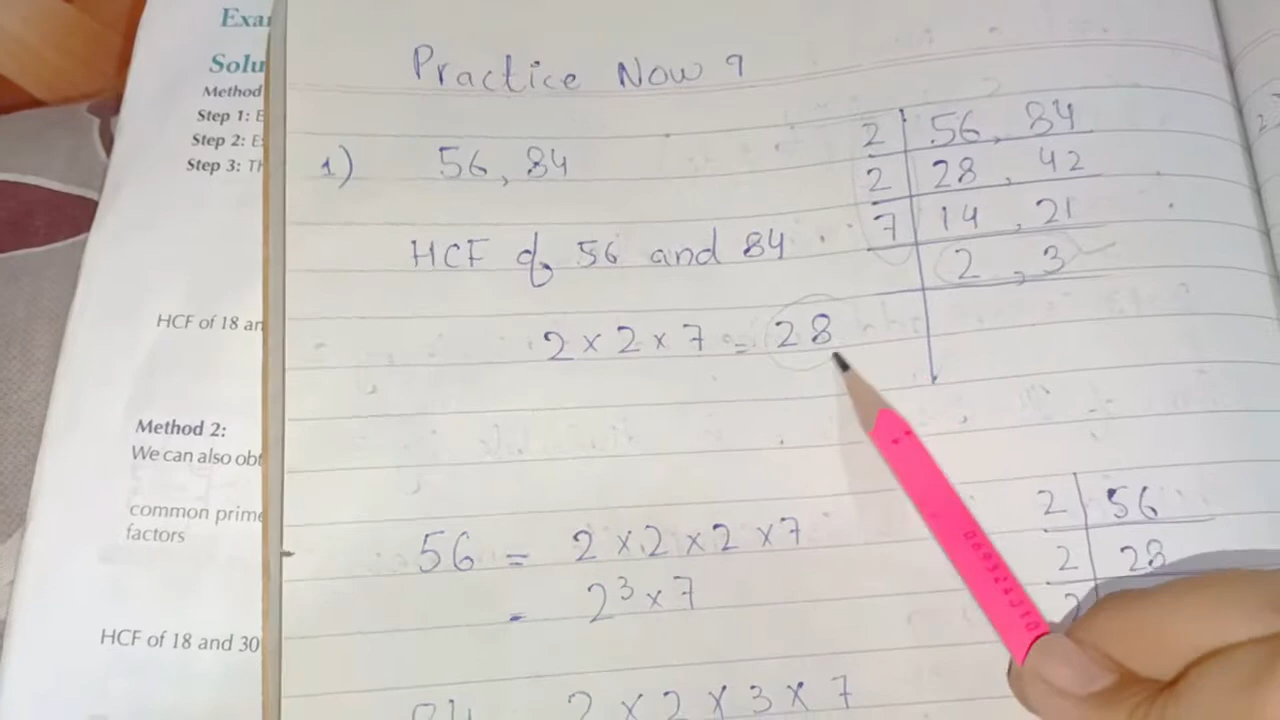 Exa
Solu
Method
Step 1: E
Step 2: E
Step 3: Th
HCF of 18 an
Method 2:
We can also obt
common prime
factors
HCF of 18 and 30
Practice Now 9
1) 56, 84
HCF of 56 and 84
2 × 2 × 7 = 28
2 | 56, 84
2 | 28, 42
7 | 14, 21
2, 3
56 = 2 × 2 × 2 × 7
= 2³ × 7
2 × 2 × 3 × 7
2 | 56
2 | 28
2